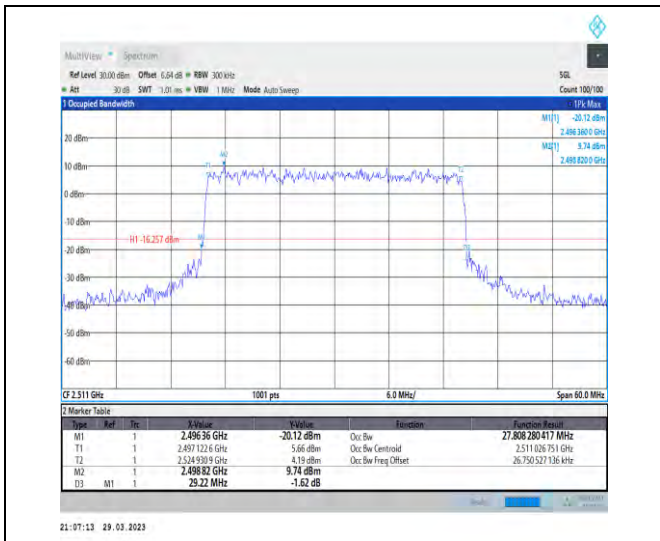 MultiView Spectrum
Ref Level 30.00 dBm Offset 6.64 dB RBW 300 kHz SGL
Att 30 dB SWT 1.01 ms VBW 1 MHz Mode Auto Sweep Count 100/100
1 Occupied Bandwidth 1Pk Max
M1[1] -20.12 dBm
2.496 360 0 GHz
M2[1] 9.74 dBm
2.498 820 0 GHz
20 dBm
M2
T1
T2
10 dBm
0 dBm
-10 dBm
H1 -16.257 dBm
M1
-20 dBm
D3
-30 dBm
-40 dBm
-50 dBm
-60 dBm
CF 2.511 GHz 1001 pts 6.0 MHz/ Span 60.0 MHz
2 Marker Table
Type Ref Trc X-Value Y-Value Function Function Result
M1 1 2.496 36 GHz -20.12 dBm Occ Bw 27.808 280 417 MHz
T1 1 2.497 122 6 GHz 5.66 dBm Occ Bw Centroid 2.511 026 751 GHz
T2 1 2.524 930 9 GHz 4.19 dBm Occ Bw Freq Offset 26.750 527 136 kHz
M2 1 2.498 82 GHz 9.74 dBm
D3 M1 1 29.22 MHz -1.62 dB
21:07:13 29.03.2023